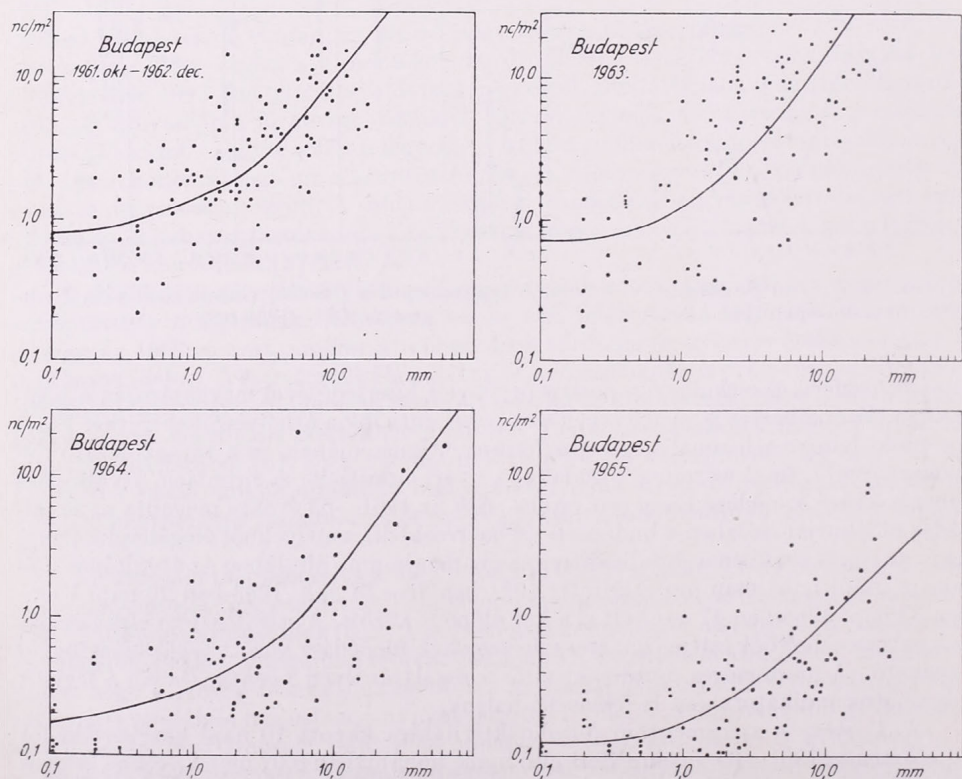 nc/m²
Budapest
1961. okt – 1962. dec.
10,0
1,0
0,1
0,1
1,0
10,0
mm
nc/m²
Budapest
1963.
10,0
1,0
0,1
0,1
1,0
10,0
mm
nc/m²
Budapest
1964.
10,0
1,0
0,1
0,1
1,0
10,0
mm
nc/m²
Budapest
1965.
10,0
1,0
0,1
0,1
1,0
10,0
mm